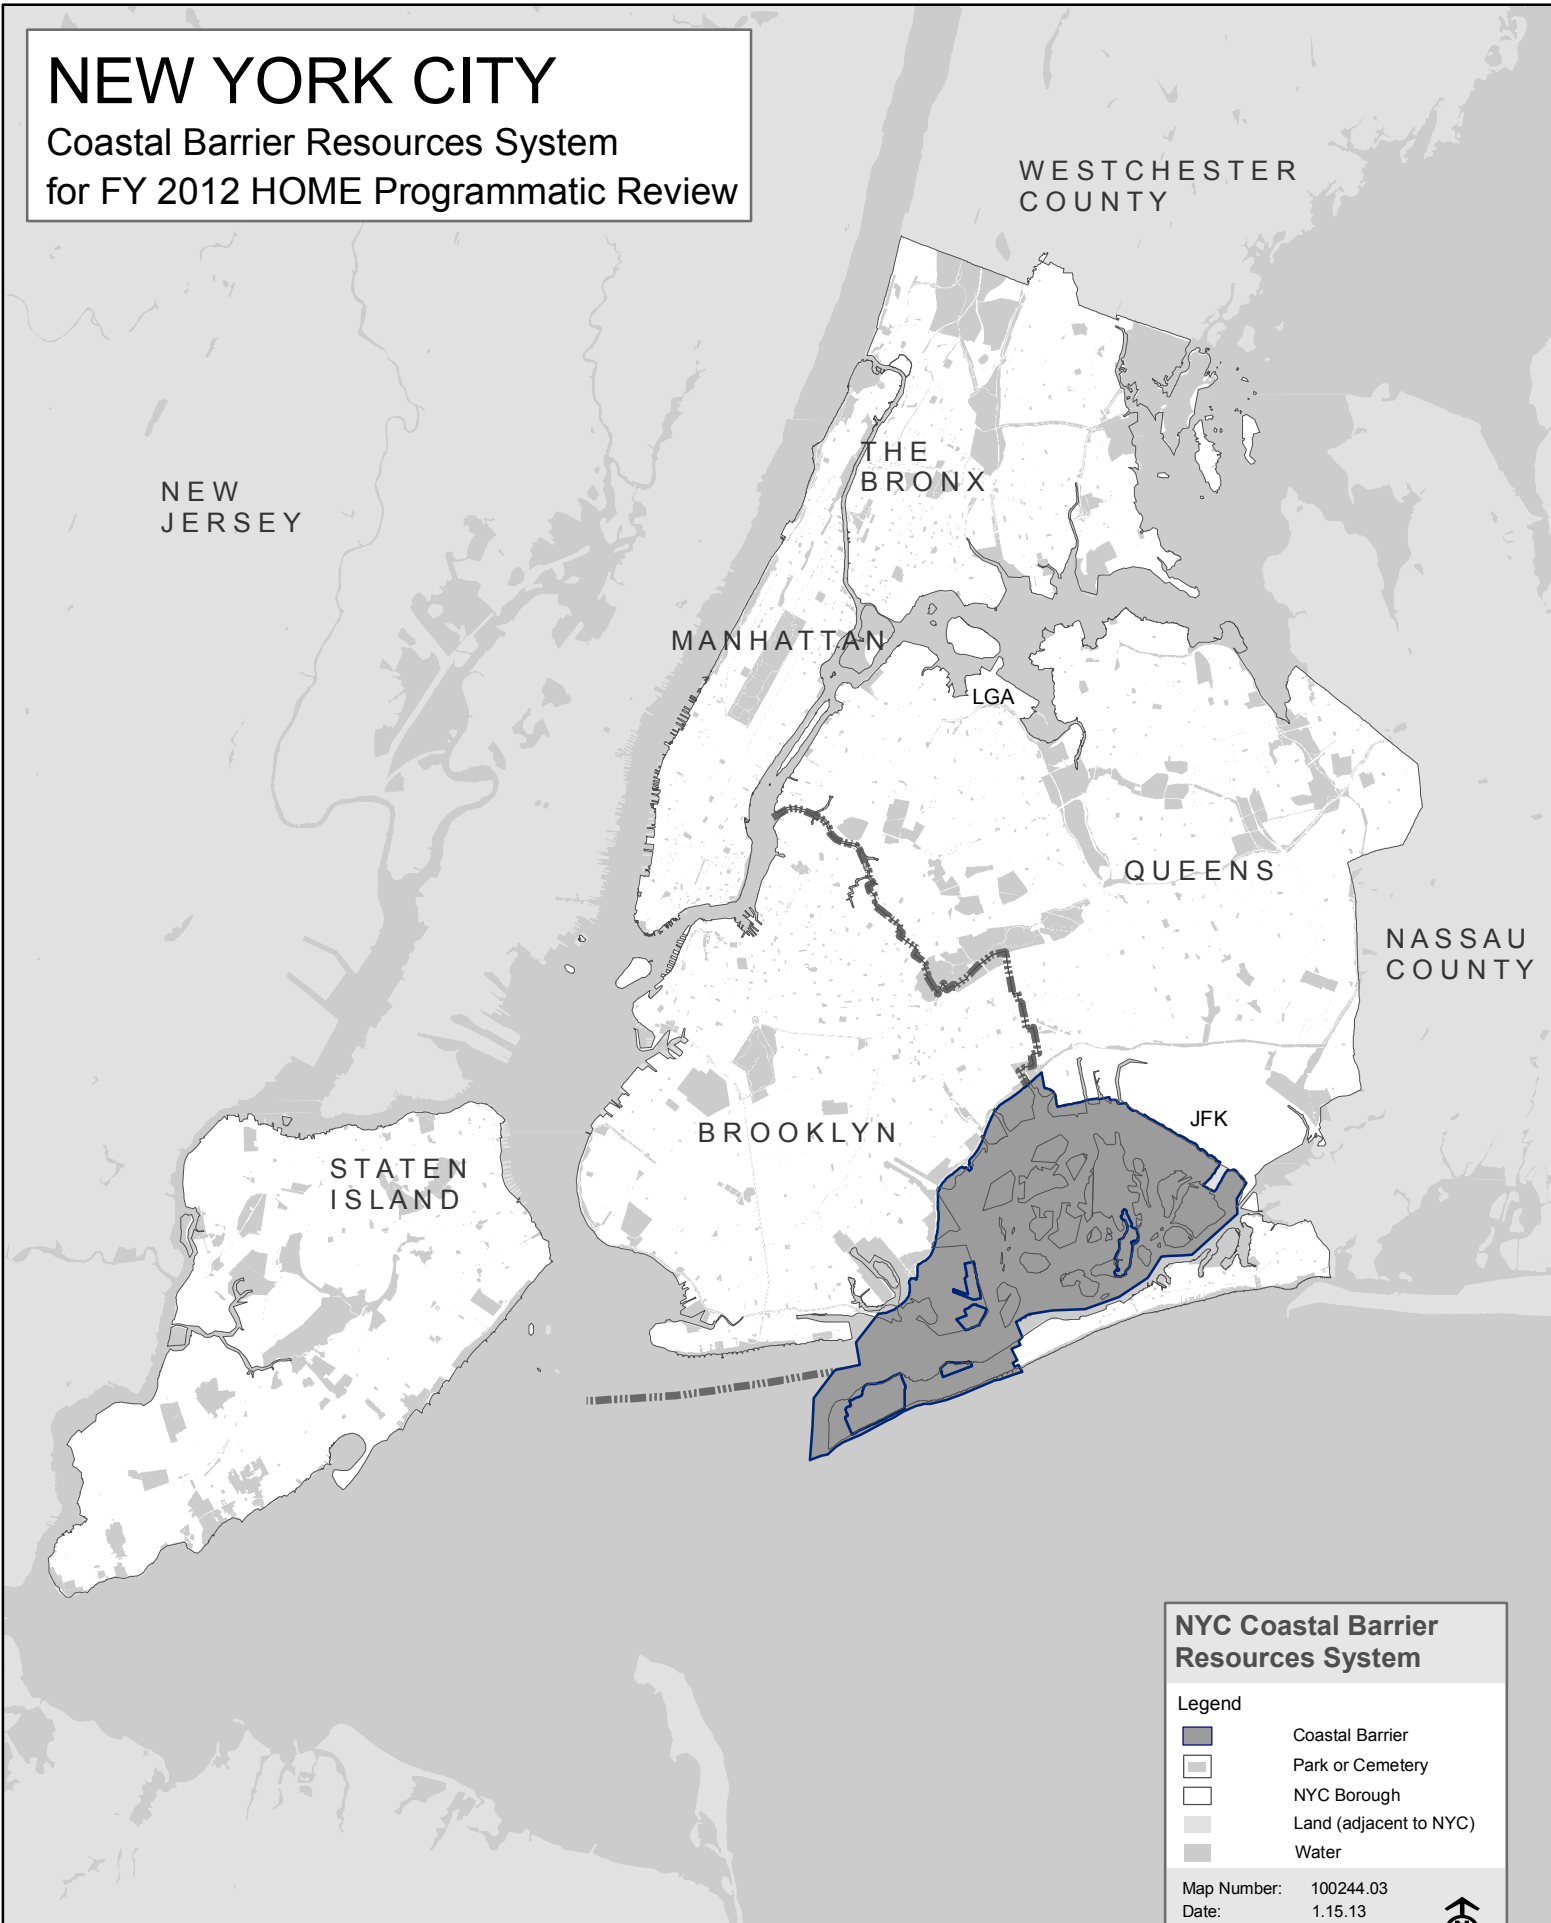 NEW YORK CITY
Coastal Barrier Resources System
for FY 2012 HOME Programmatic Review
WESTCHESTER
COUNTY
THE
BRONX
NEW
JERSEY
MANHATTAN
LGA
QUEENS
NASSAU
COUNTY
JFK
BROOKLYN
STATEN
ISLAND
NYC Coastal Barrier
Resources System
Legend
Coastal Barrier
Park or Cemetery
NYC Borough
Land (adjacent to NYC)
Water
Map Number: 100244.03
Date: 1.15.13